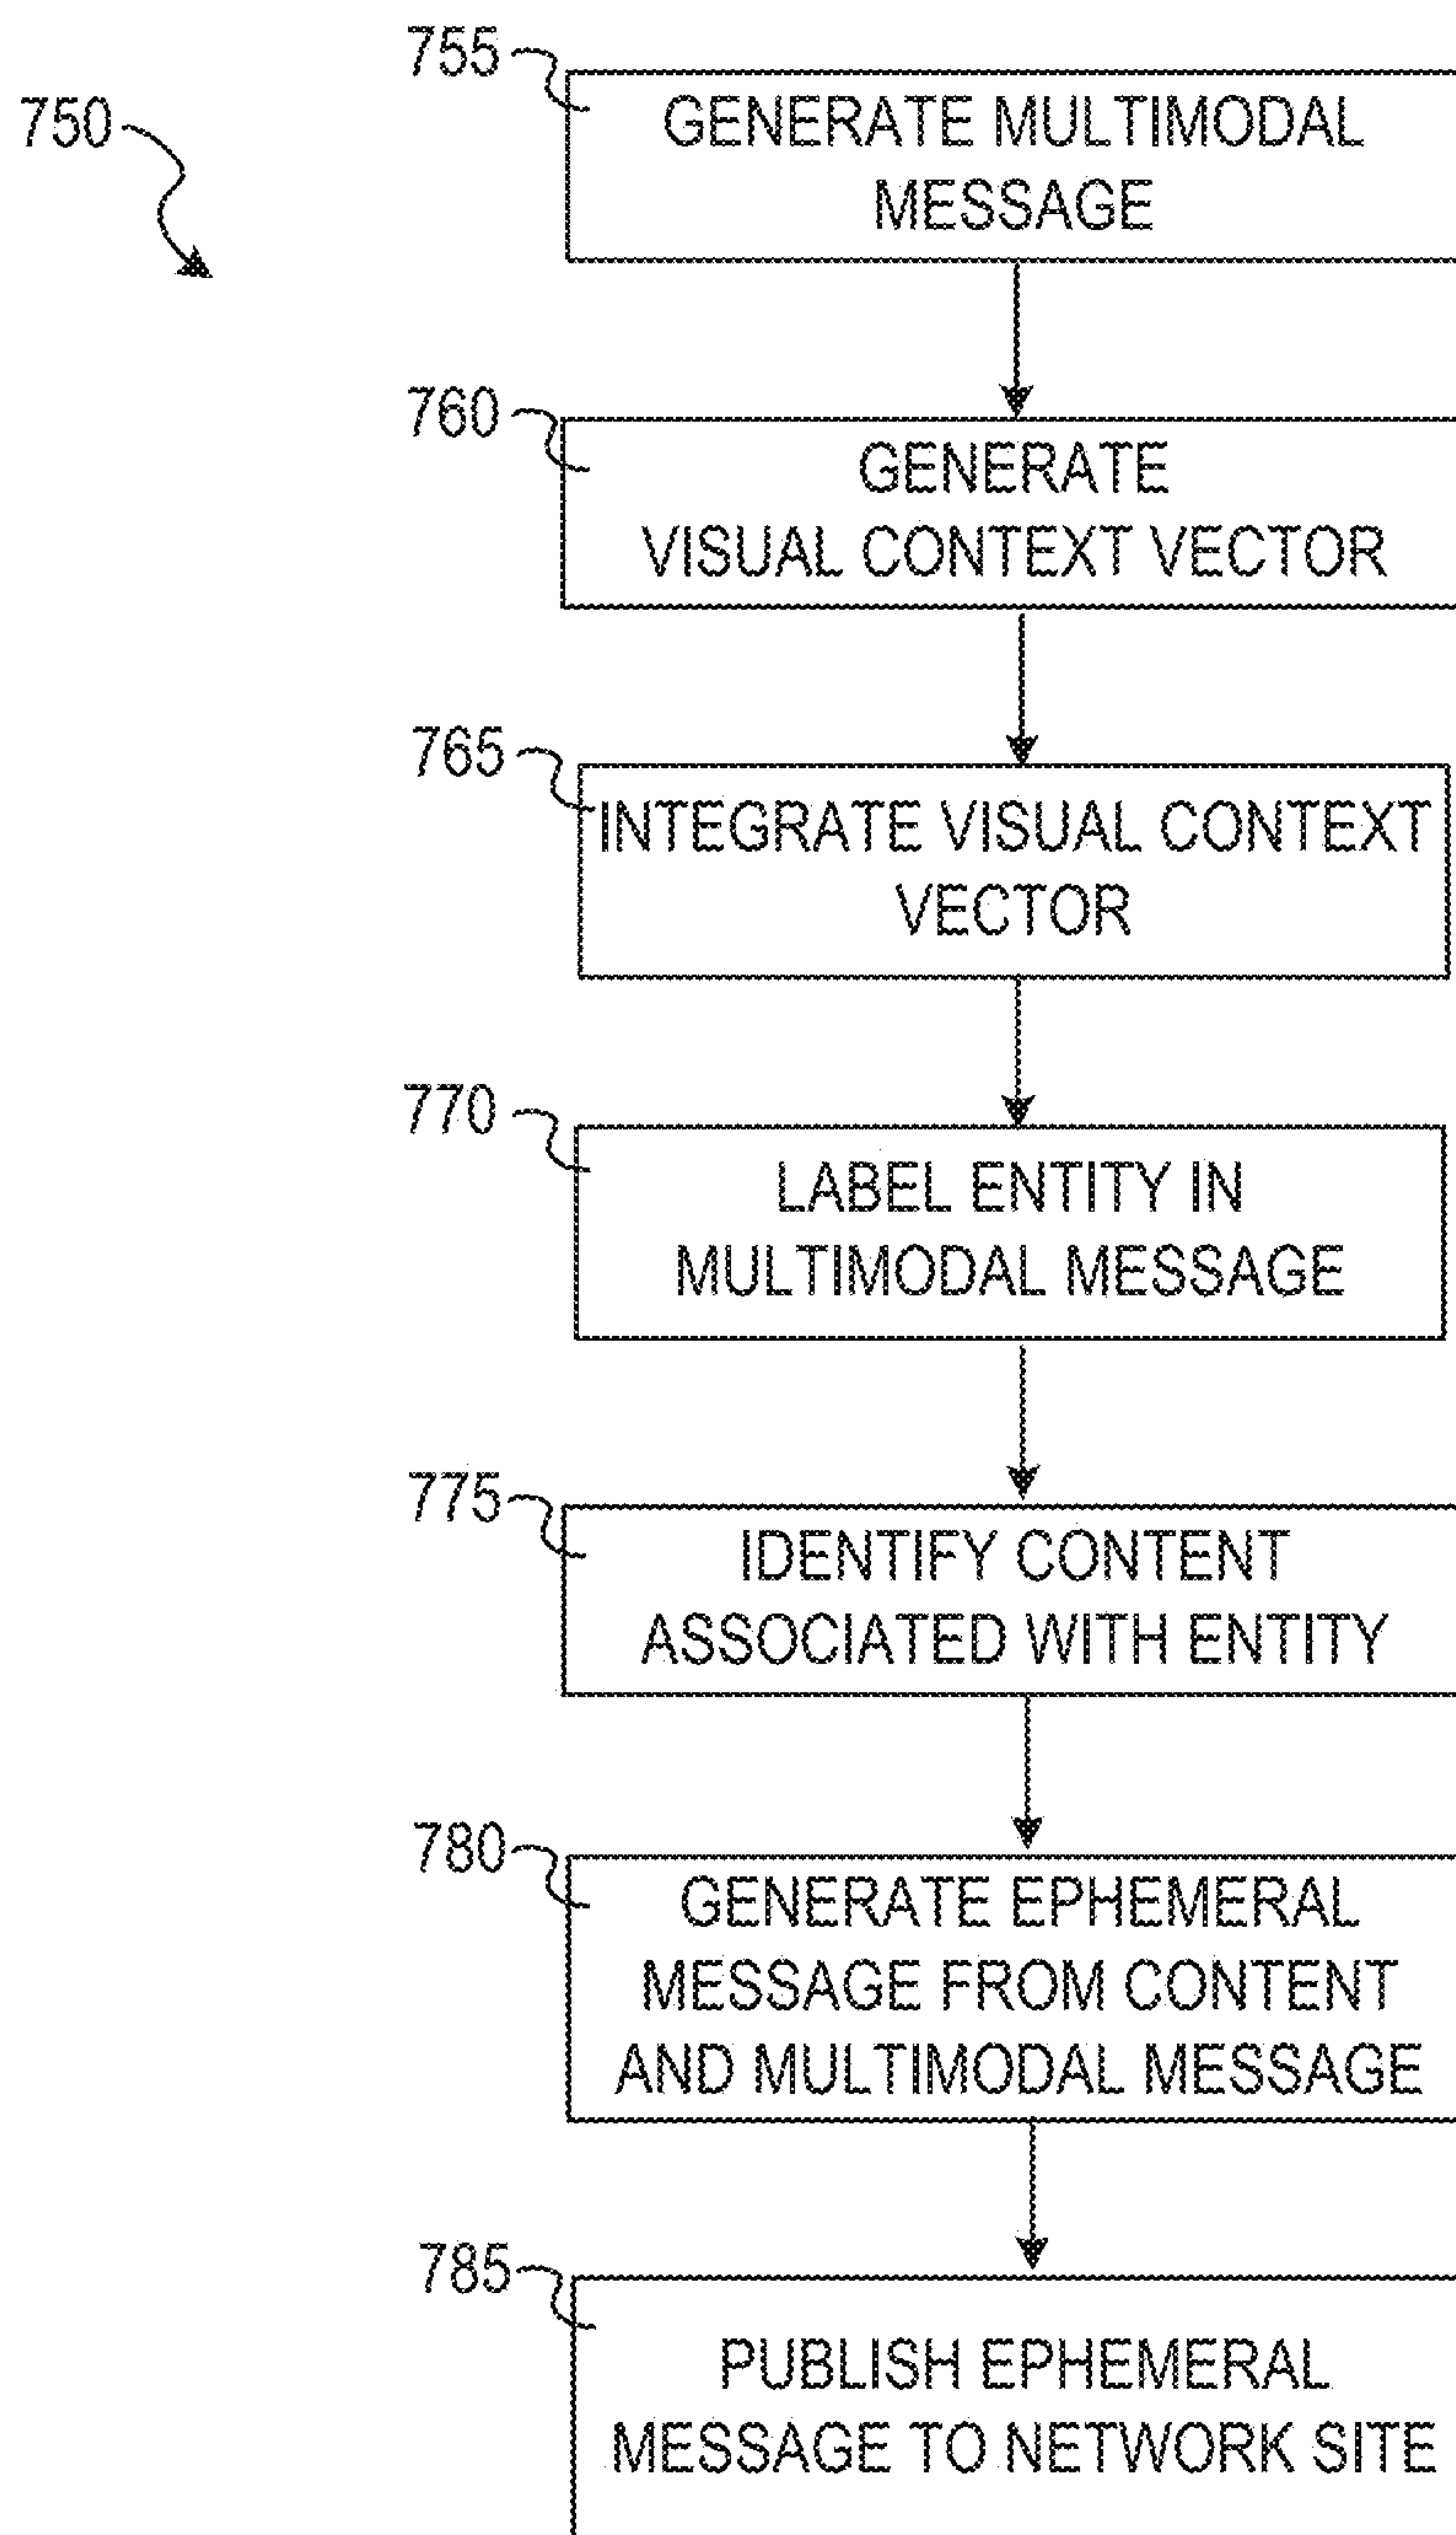 750
755
GENERATE MULTIMODAL
MESSAGE
760
GENERATE
VISUAL CONTEXT VECTOR
765
INTEGRATE VISUAL CONTEXT
VECTOR
770
LABEL ENTITY IN
MULTIMODAL MESSAGE
775
IDENTIFY CONTENT
ASSOCIATED WITH ENTITY
780
GENERATE EPHEMERAL
MESSAGE FROM CONTENT
AND MULTIMODAL MESSAGE
785
PUBLISH EPHEMERAL
MESSAGE TO NETWORK SITE